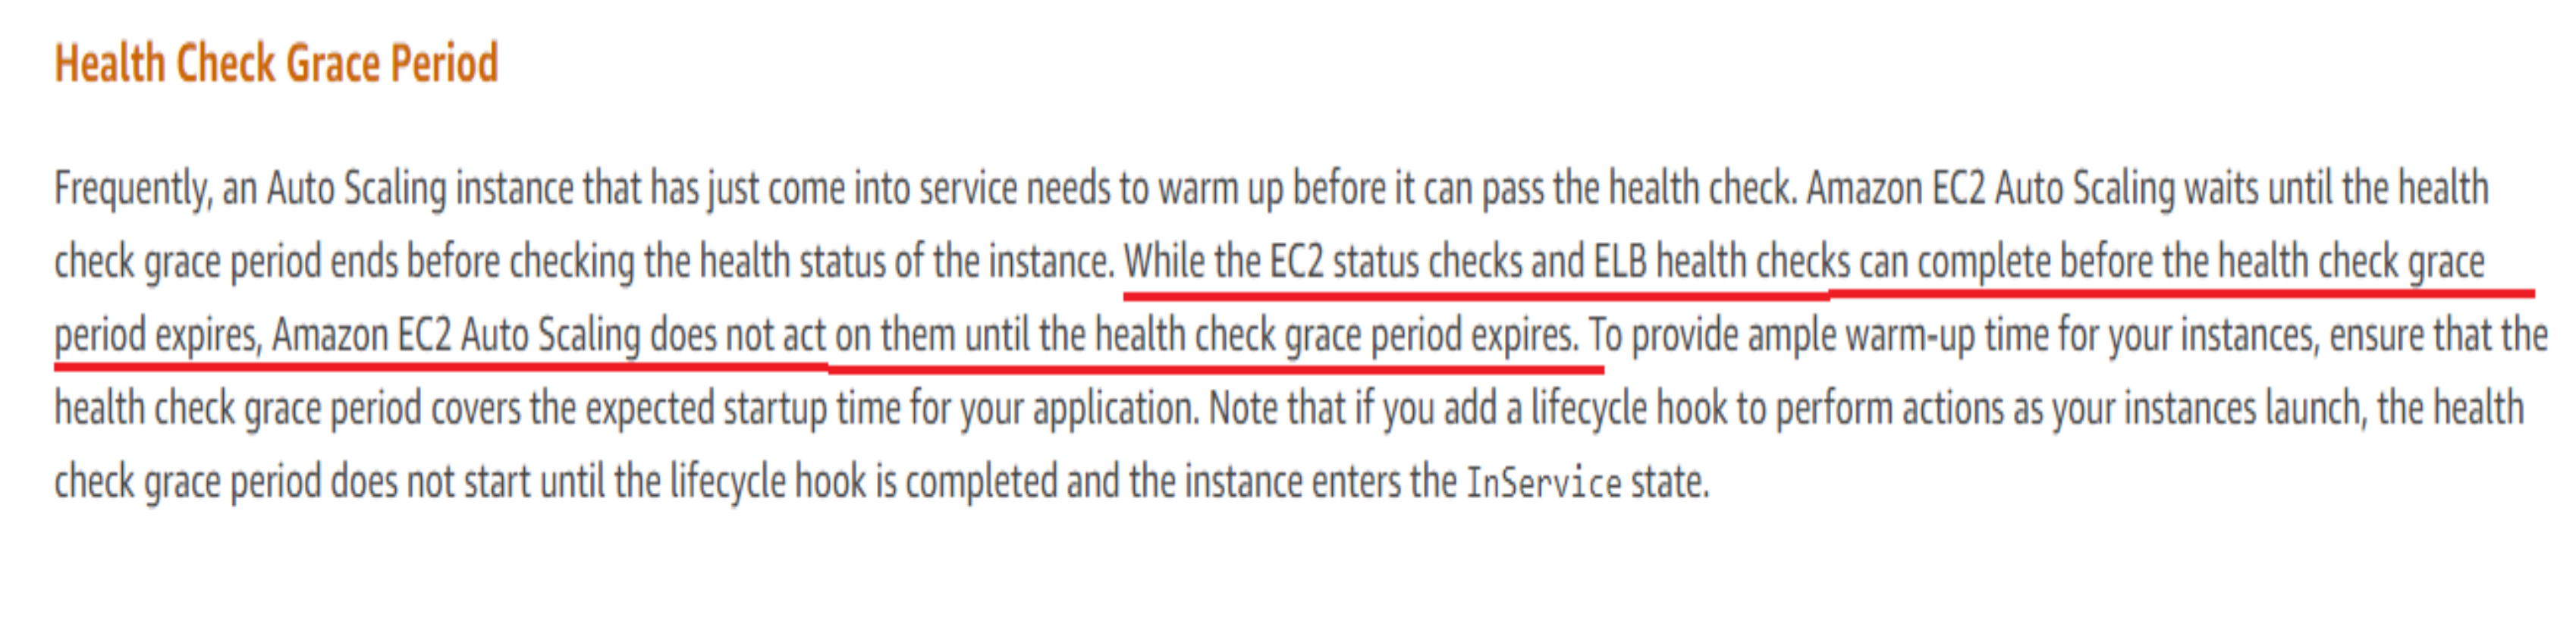 Health Check Grace Period
Frequently, an Auto Scaling instance that has just come into service needs to warm up before it can pass the health check. Amazon EC2 Auto Scaling waits until the health
check grace period ends before checking the health status of the instance. While the EC2 status checks and ELB health checks can complete before the health check grace
period expires, Amazon EC2 Auto Scaling does not act on them until the health check grace period expires. To provide ample warm-up time for your instances, ensure that the
health check grace period covers the expected startup time for your application. Note that if you add a lifecycle hook to perform actions as your instances launch, the health
check grace period does not start until the lifecycle hook is completed and the instance enters the InService state.